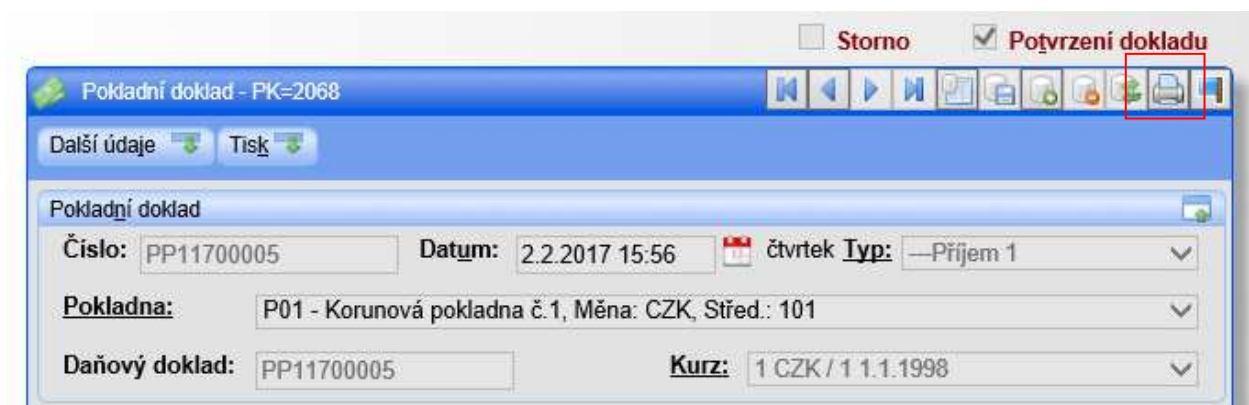 Storno Potvrzení dokladu
Pokladní doklad - PK=2068
Další údaje Tisk
Pokladní doklad
Číslo: PP11700005 Datum: 2.2.2017 15:56 čtvrtek Typ: ---Příjem 1
Pokladna: P01 - Korunová pokladna č.1, Měna: CZK, Střed.: 101
Daňový doklad: PP11700005 Kurz: 1 CZK / 1 1.1.1998